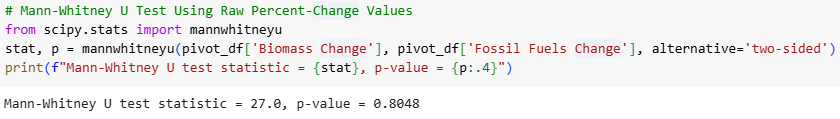 # Mann-Whitney U Test Using Raw Percent-Change Values
from scipy.stats import mannwhitneyu
stat, p = mannwhitneyu(pivot_df['Biomass Change'], pivot_df['Fossil Fuels Change'], alternative='two-sided')
print(f"Mann-Whitney U test statistic = {stat}, p-value = {p:.4}")
Mann-Whitney U test statistic = 27.0, p-value = 0.8048